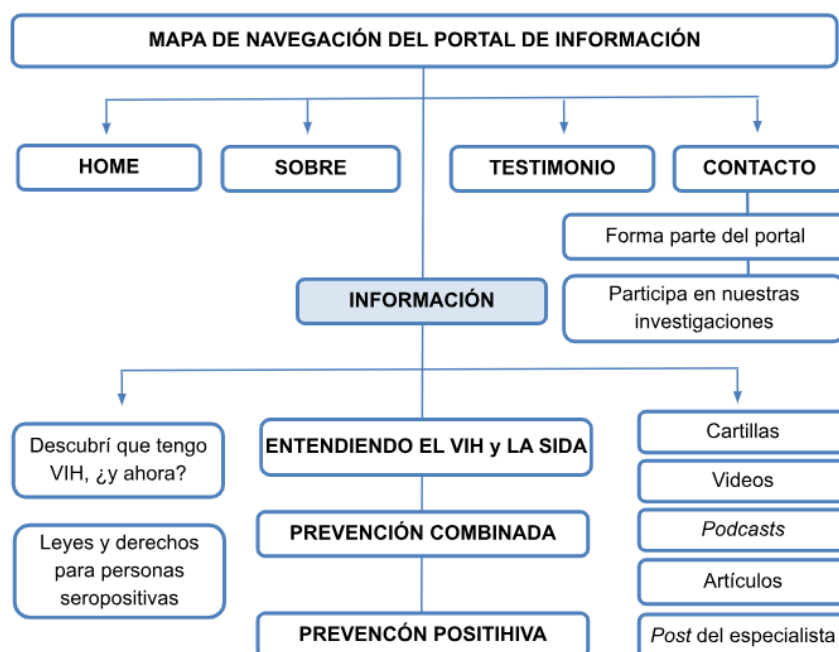 MAPA DE NAVEGACIÓN DEL PORTAL DE INFORMACIÓN
HOME
SOBRE
TESTIMONIO
CONTACTO
Forma parte del portal
Participa en nuestras
investigaciones
INFORMACIÓN
Descubrí que tengo
VIH, ¿y ahora?
Leyes y derechos
para personas
seropositivas
ENTENDIENDO EL VIH y LA SIDA
PREVENCIÓN COMBINADA
PREVENCÓN POSITIHIVA
Cartillas
Videos
Podcasts
Artículos
Post del especialista